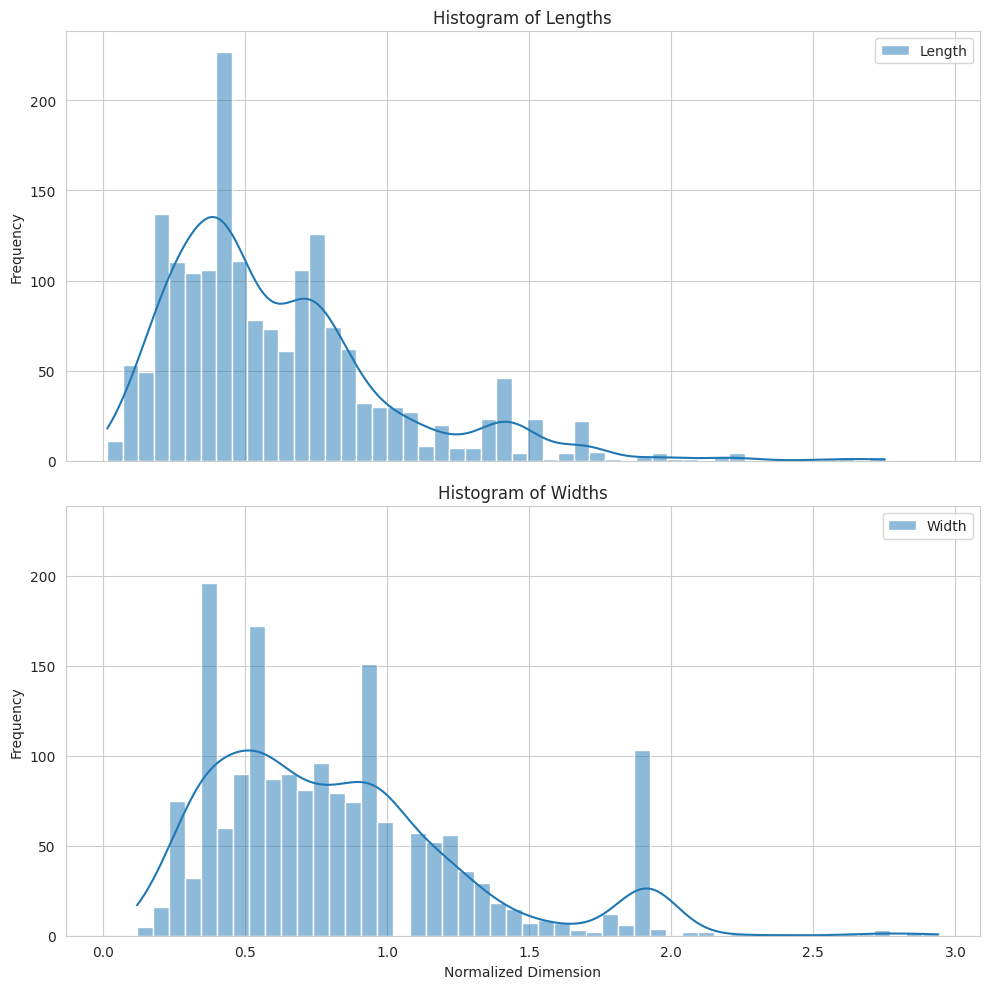 Histogram of Lengths
Length
Frequency
200
150
100
50
0
Histogram of Widths
Width
Frequency
200
150
100
50
0
0.0 0.5 1.0 1.5 2.0 2.5 3.0
Normalized Dimension